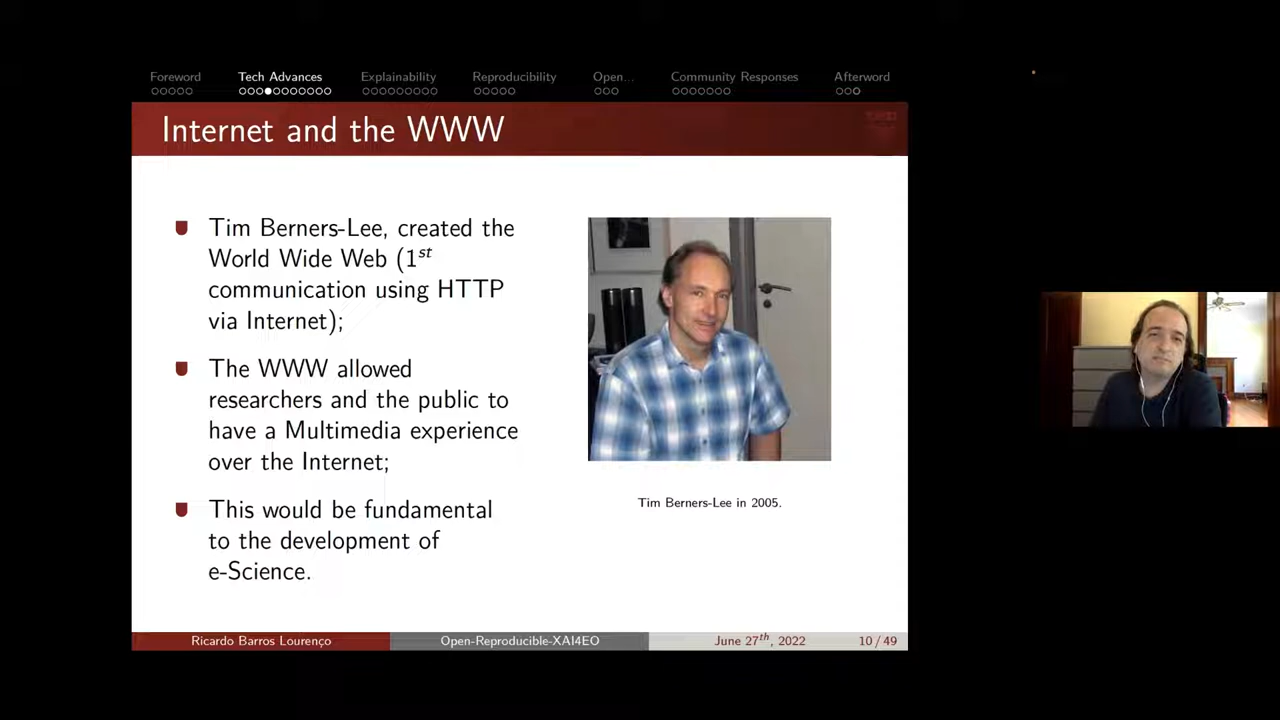 Foreword Tech Advances Explainability Reproducibility Open... Community Responses Afterword
Internet and the WWW
Tim Berners-Lee, created the
World Wide Web (1st
communication using HTTP
via Internet);
The WWW allowed
researchers and the public to
have a Multimedia experience
over the Internet;
This would be fundamental
to the development of
e-Science.
Tim Berners-Lee in 2005.
Ricardo Barros Lourenço Open-Reproducible-XAI4EO June 27th, 2022 10 / 49